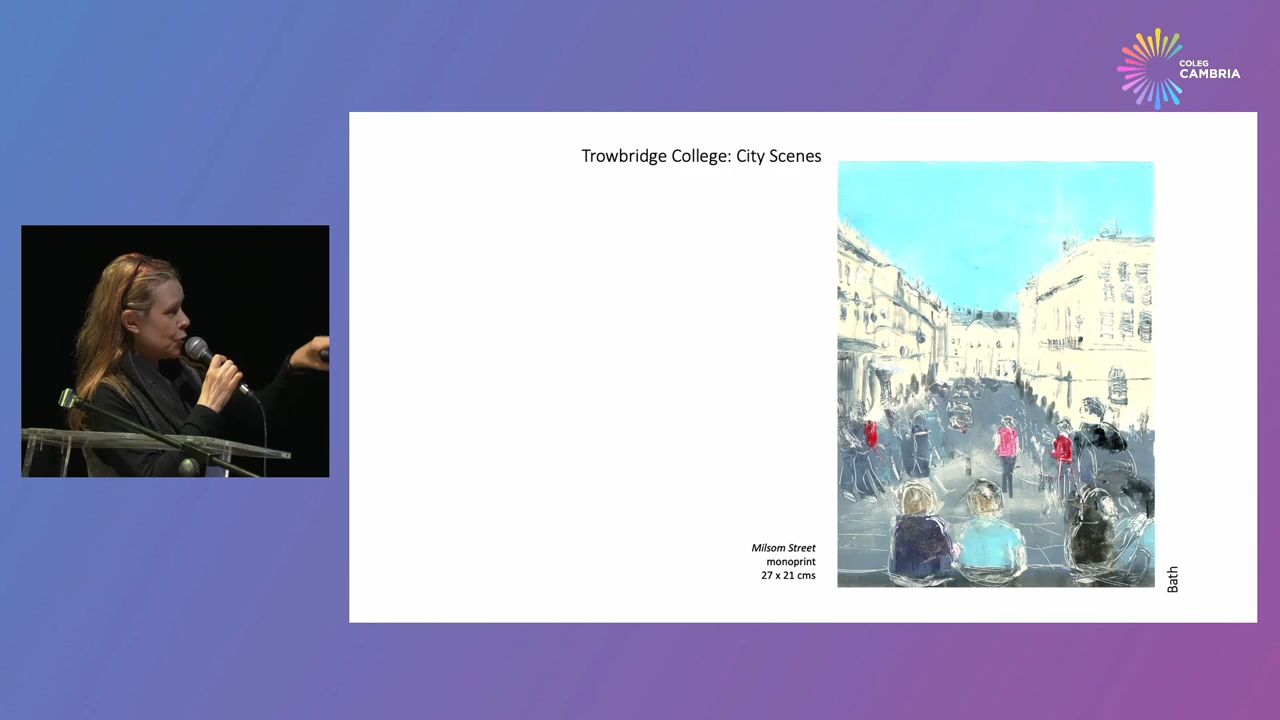 COLEG
CAMBRIA
Trowbridge College: City Scenes
Milsom Street
monoprint
27 x 21 cms
Bath